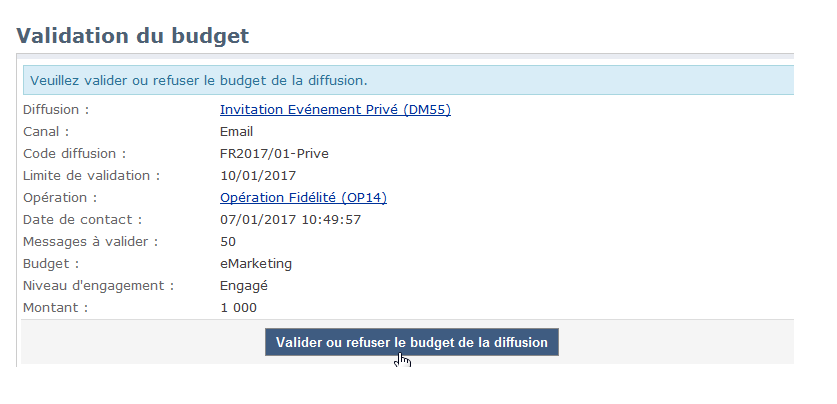 Validation du budget
Veuillez valider ou refuser le budget de la diffusion.
Diffusion : Invitation Evénement Privé (DM55)
Canal : Email
Code diffusion : FR2017/01-Prive
Limite de validation : 10/01/2017
Opération : Opération Fidélité (OP14)
Date de contact : 07/01/2017 10:49:57
Messages à valider : 50
Budget : eMarketing
Niveau d'engagement : Engagé
Montant : 1 000
Valider ou refuser le budget de la diffusion